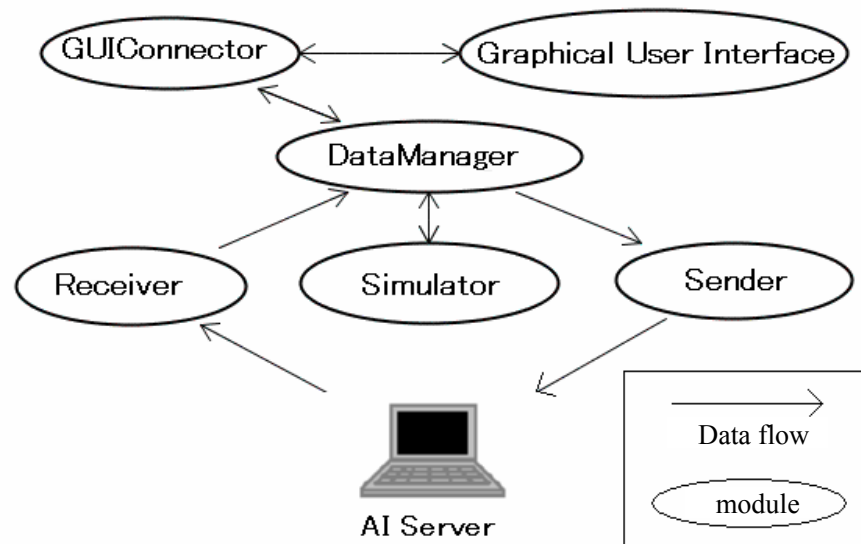 GUIConnector
Graphical User Interface
DataManager
Receiver
Simulator
Sender
AI Server
Data flow
module